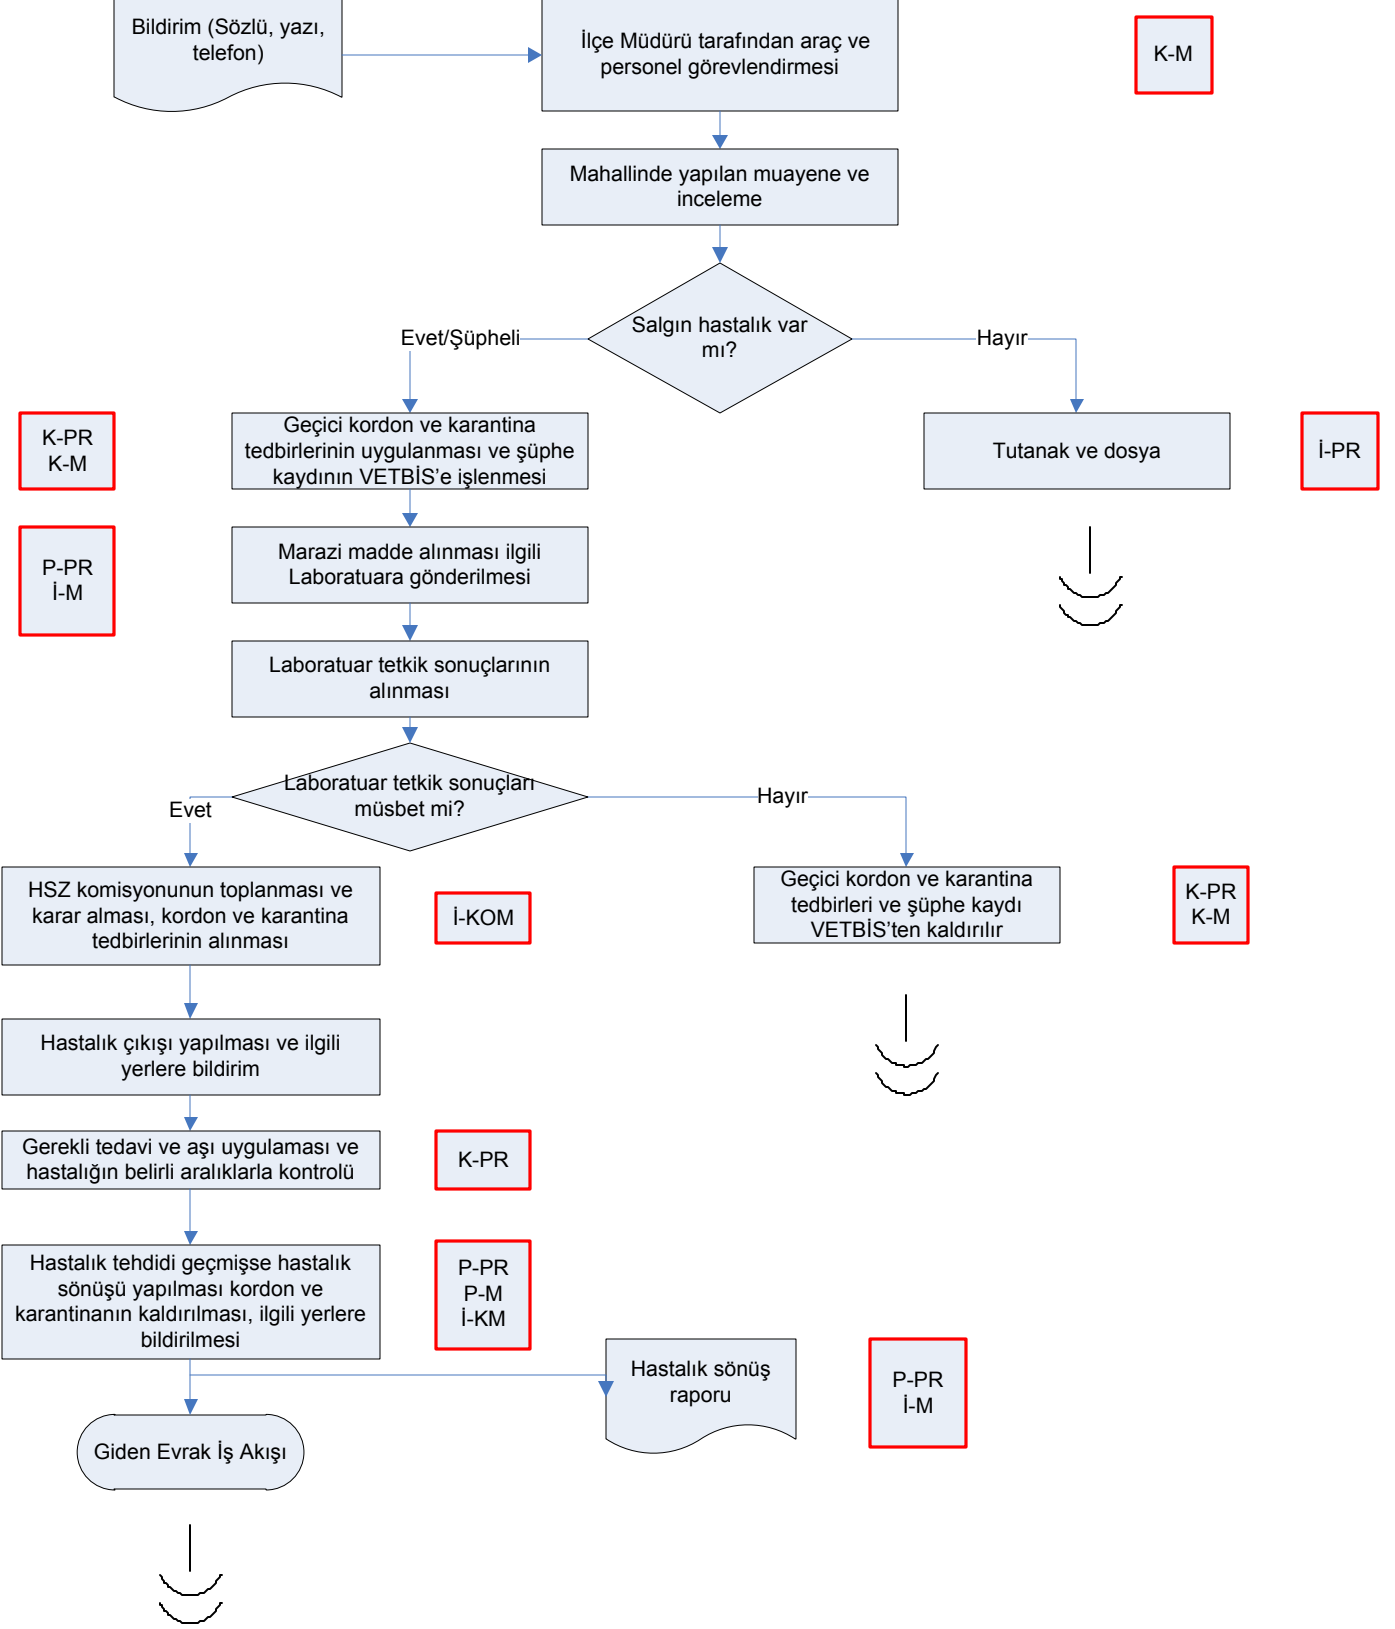 Bildirim (Sözlü, yazı,
telefon)
İlçe Müdürü tarafından araç ve
personel görevlendirmesi
K-M
Mahallinde yapılan muayene ve
inceleme
Salgın hastalık var
mı?
Evet/Şüpheli
Hayır
K-PR
K-M
Geçici kordon ve karantina
tedbirlerinin uygulanması ve şüphe
kaydının VETBİS’e işlenmesi
Tutanak ve dosya
İ-PR
P-PR
İ-M
Marazi madde alınması ilgili
Laboratuara gönderilmesi
Laboratuar tetkik sonuçlarının
alınması
Laboratuar tetkik sonuçları
müsbet mi?
Evet
Hayır
HSZ komisyonunun toplanması ve
karar alması, kordon ve karantina
tedbirlerinin alınması
İ-KOM
Geçici kordon ve karantina
tedbirleri ve şüphe kaydı
VETBİS’ten kaldırılır
K-PR
K-M
Hastalık çıkışı yapılması ve ilgili
yerlere bildirim
Gerekli tedavi ve aşı uygulaması ve
hastalığın belirli aralıklarla kontrolü
K-PR
Hastalık tehdidi geçmişse hastalık
sönüşü yapılması kordon ve
karantinanın kaldırılması, ilgili yerlere
bildirilmesi
P-PR
P-M
İ-KM
Hastalık sönüş
raporu
P-PR
İ-M
Giden Evrak İş Akışı